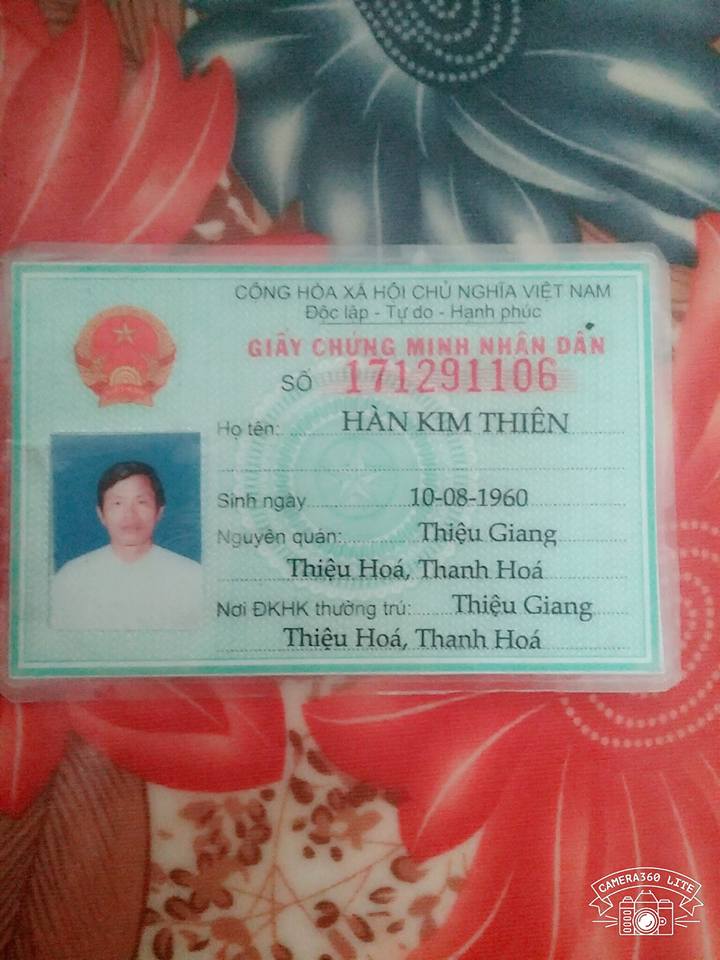 CỘNG HÒA XÃ HỘI CHỦ NGHĨA VIỆT NAM
Độc lập - Tự do - Hạnh phúc
GIẤY CHỨNG MINH NHÂN DÂN
SỐ 171291106
Họ tên: HÀN KIM THIÊN
Sinh ngày 10-08-1960
Nguyên quán: Thiệu Giang
Thiệu Hoá, Thanh Hoá
Nơi ĐKHK thường trú: Thiệu Giang
Thiệu Hoá, Thanh Hoá
CAMERA360 LITE